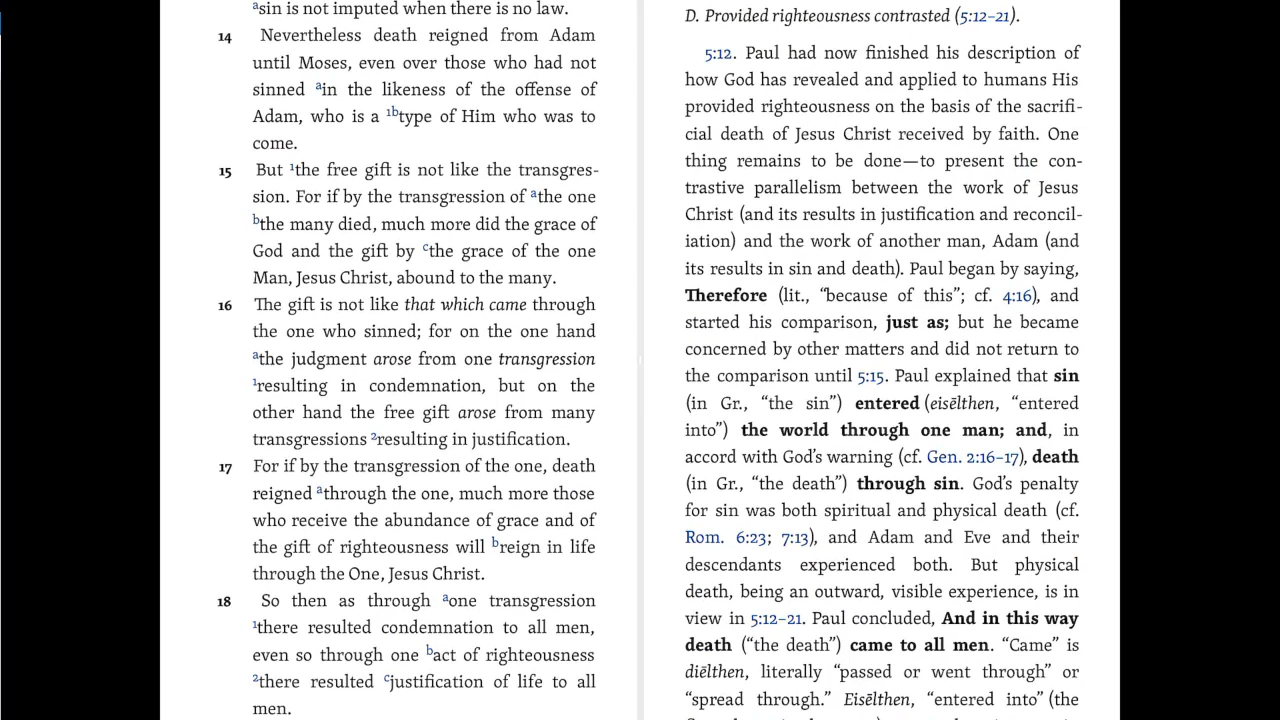 ᵃsin is not imputed when there is no law.
14 Nevertheless death reigned from Adam
until Moses, even over those who had not
sinned ᵃin the likeness of the offense of
Adam, who is a ¹ᵇtype of Him who was to
come.
15 But ¹the free gift is not like the transgres-
sion. For if by the transgression of ᵃthe one
ᵇthe many died, much more did the grace of
God and the gift by ᶜthe grace of the one
Man, Jesus Christ, abound to the many.
16 The gift is not like that which came through
the one who sinned; for on the one hand
ᵃthe judgment arose from one transgression
¹resulting in condemnation, but on the
other hand the free gift arose from many
transgressions ²resulting in justification.
17 For if by the transgression of the one, death
reigned ᵃthrough the one, much more those
who receive the abundance of grace and of
the gift of righteousness will ᵇreign in life
through the One, Jesus Christ.
18 So then as through ᵃone transgression
¹there resulted condemnation to all men,
even so through one ᵇact of righteousness
²there resulted ᶜjustification of life to all
men.
D. Provided righteousness contrasted (5:12–21).
5:12. Paul had now finished his description of
how God has revealed and applied to humans His
provided righteousness on the basis of the sacrifi-
cial death of Jesus Christ received by faith. One
thing remains to be done—to present the con-
trastive parallelism between the work of Jesus
Christ (and its results in justification and reconcil-
iation) and the work of another man, Adam (and
its results in sin and death). Paul began by saying,
Therefore (lit., “because of this”; cf. 4:16), and
started his comparison, just as; but he became
concerned by other matters and did not return to
the comparison until 5:15. Paul explained that sin
(in Gr., “the sin”) entered (eisēlthen, “entered
into”) the world through one man; and, in
accord with God’s warning (cf. Gen. 2:16–17), death
(in Gr., “the death”) through sin. God’s penalty
for sin was both spiritual and physical death (cf.
Rom. 6:23; 7:13), and Adam and Eve and their
descendants experienced both. But physical
death, being an outward, visible experience, is in
view in 5:12–21. Paul concluded, And in this way
death (“the death”) came to all men. “Came” is
diēlthen, literally “passed or went through” or
“spread through.” Eisēlthen, “entered into” (the